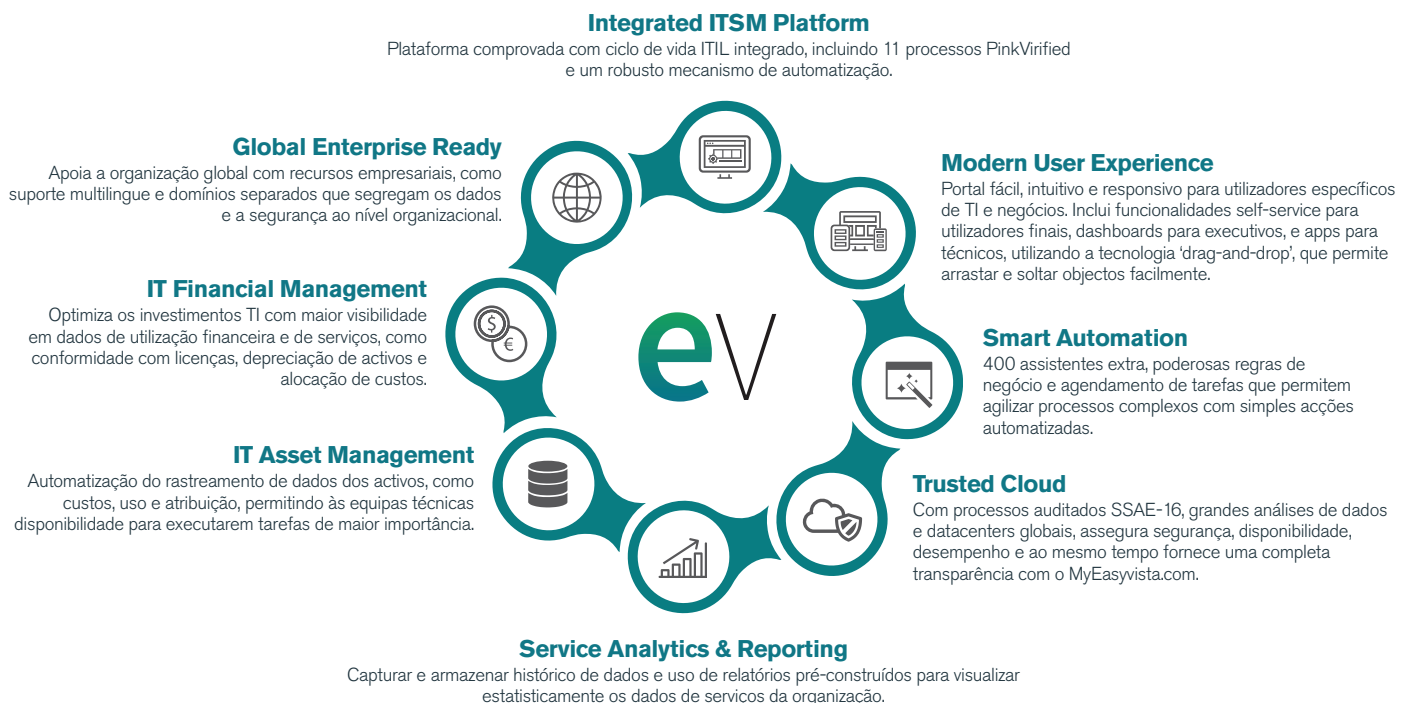 Integrated ITSM Platform
Plataforma comprovada com ciclo de vida ITIL integrado, incluindo 11 processos PinkVirified
e um robusto mecanismo de automatização.
Global Enterprise Ready
Apoia a organização global com recursos empresariais, como
suporte multilingue e domínios separados que segregam os dados
e a segurança ao nível organizacional.
Modern User Experience
Portal fácil, intuitivo e responsivo para utilizadores específicos
de TI e negócios. Inclui funcionalidades self-service para
utilizadores finais, dashboards para executivos, e apps para
técnicos, utilizando a tecnologia ‘drag-and-drop’, que permite
arrastar e soltar objectos facilmente.
IT Financial Management
Optimiza os investimentos TI com maior visibilidade
em dados de utilização financeira e de serviços, como
conformidade com licenças, depreciação de activos e
alocação de custos.
$
€
eV
Smart Automation
400 assistentes extra, poderosas regras de
negócio e agendamento de tarefas que permitem
agilizar processos complexos com simples acções
automatizadas.
IT Asset Management
Automatização do rastreamento de dados dos activos, como
custos, uso e atribuição, permitindo às equipas técnicas
disponibilidade para executarem tarefas de maior importância.
Trusted Cloud
Com processos auditados SSAE-16, grandes análises de dados
e datacenters globais, assegura segurança, disponibilidade,
desempenho e ao mesmo tempo fornece uma completa
transparência com o MyEasyvista.com.
Service Analytics & Reporting
Capturar e armazenar histórico de dados e uso de relatórios pré-construídos para visualizar
estatisticamente os dados de serviços da organização.